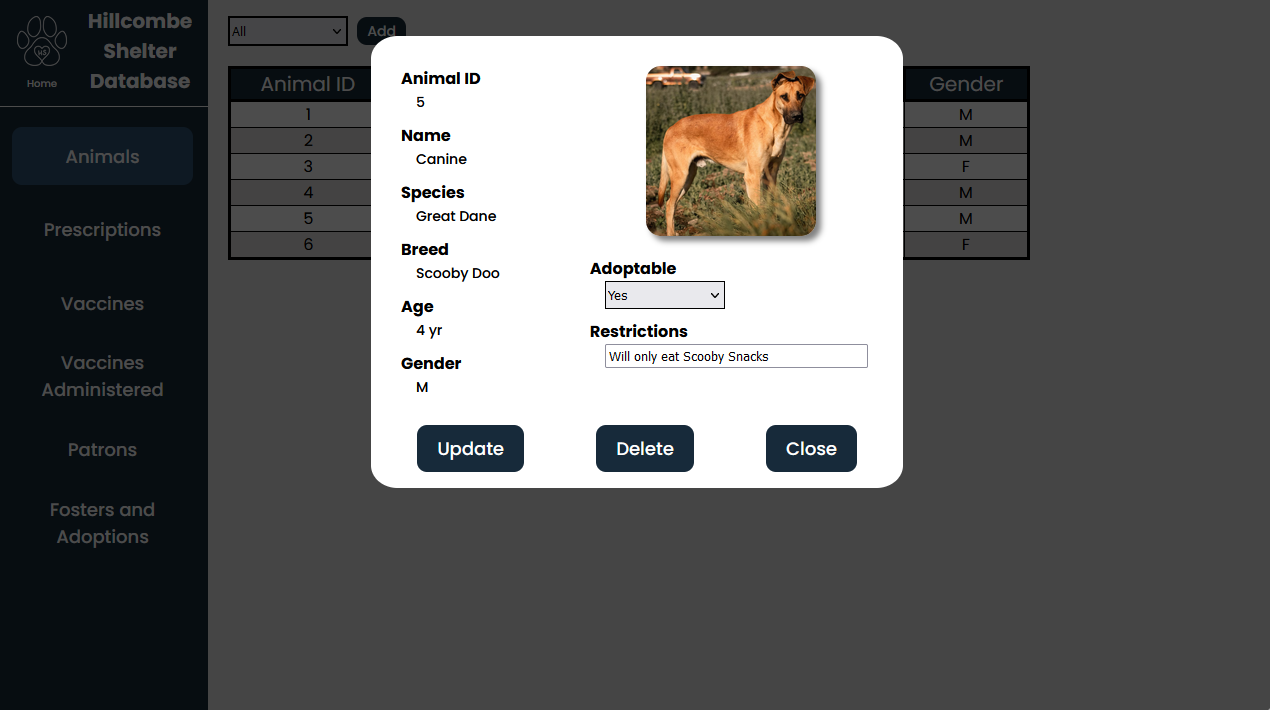 HS
Home
Hillcombe
Shelter
Database
Animals
Prescriptions
Vaccines
Vaccines
Administered
Patrons
Fosters and
Adoptions
All
Add
Animal ID
Gender
1
M
2
M
3
F
4
M
5
M
6
F
Animal ID
5
Name
Canine
Species
Great Dane
Breed
Scooby Doo
Age
4 yr
Gender
M
Adoptable
Yes
Restrictions
Will only eat Scooby Snacks
Update
Delete
Close